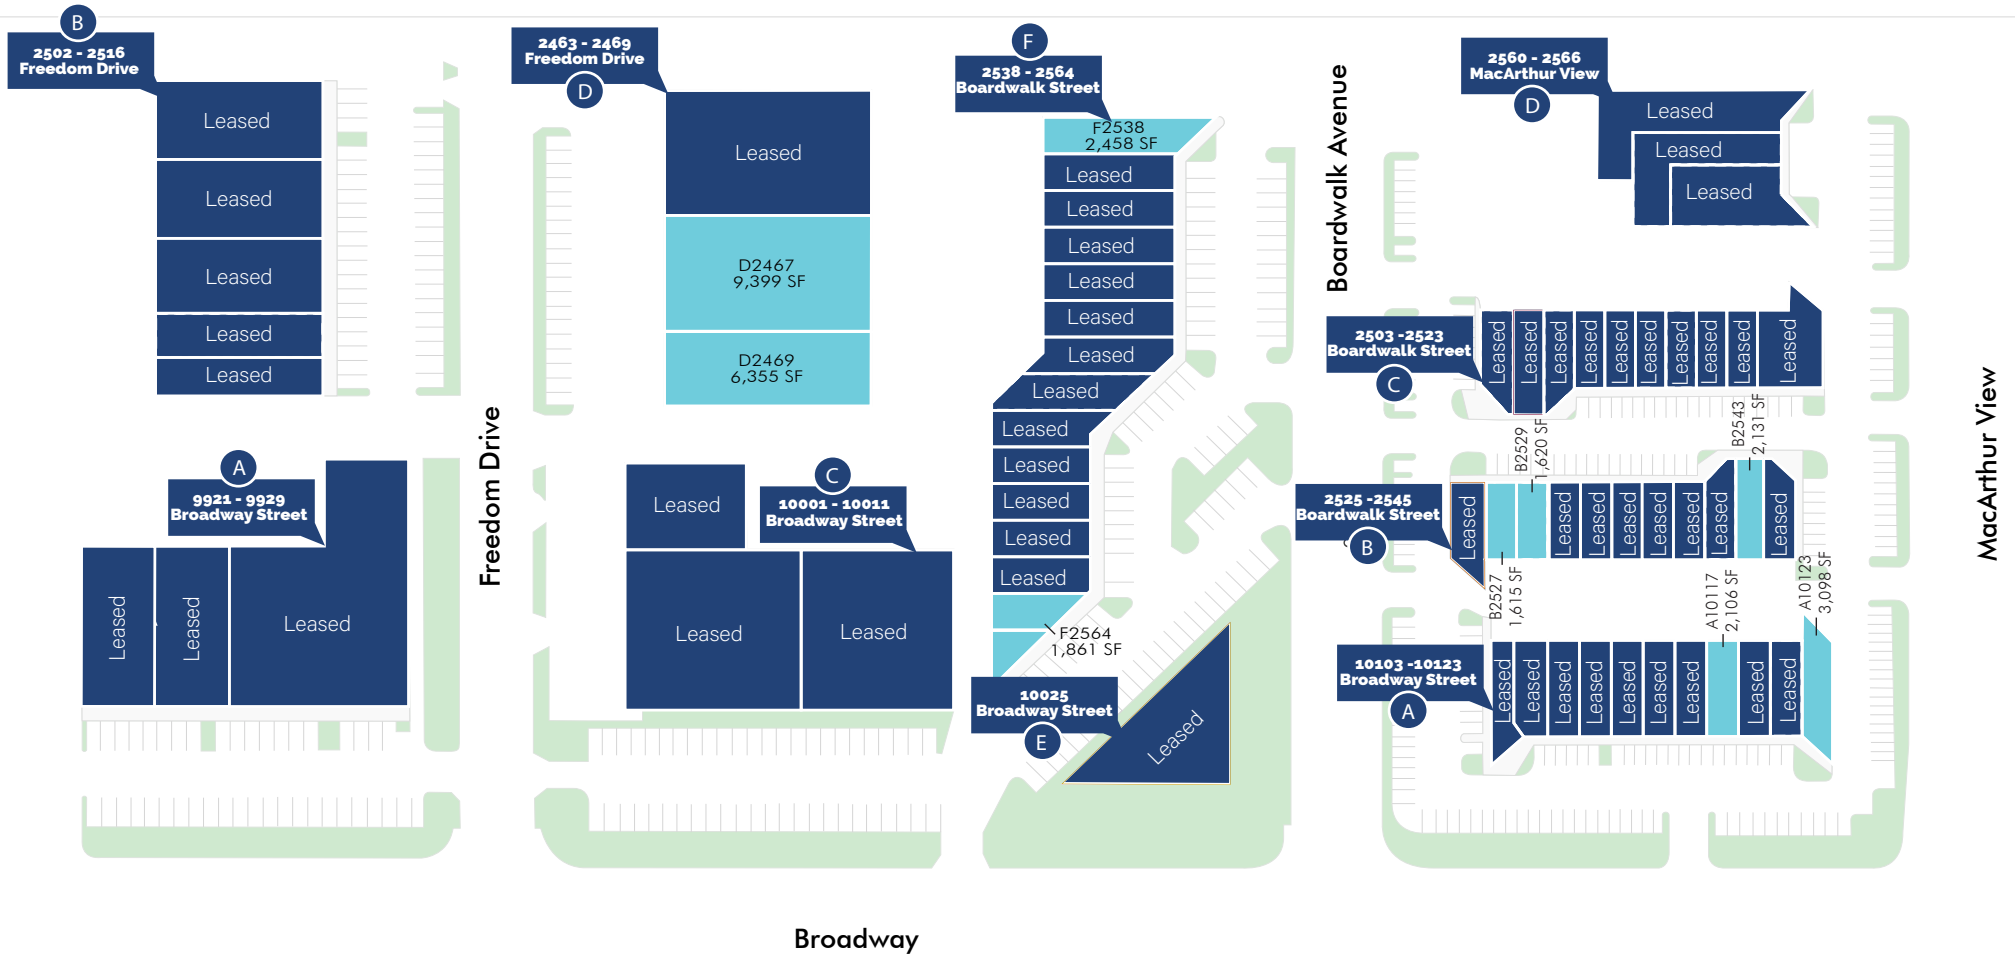 B
2502 - 2516
Freedom Drive
Leased
Leased
Leased
Leased
Leased
A
9921 - 9929
Broadway Street
Leased
Leased
Leased
Freedom Drive
2463 - 2469
Freedom Drive
D
Leased
D2467
9,399 SF
D2469
6,355 SF
Leased
C
10001 - 10011
Broadway Street
Leased
Leased
F
2538 - 2564
Boardwalk Street
F2538
2,458 SF
Leased
Leased
Leased
Leased
Leased
Leased
Leased
Leased
Leased
Leased
Leased
Leased
F2564
1,861 SF
10025
Broadway Street
E
Leased
Boardwalk Avenue
2560 - 2566
MacArthur View
D
Leased
Leased
Leased
2503 -2523
Boardwalk Street
C
Leased
Leased
Leased
Leased
Leased
Leased
Leased
Leased
Leased
Leased
2525 -2545
Boardwalk Street
B
Leased
B2527
1,615 SF
B2529
1,620 SF
Leased
Leased
Leased
Leased
Leased
Leased
B2543
2,131 SF
Leased
10103 -10123
Broadway Street
A
Leased
Leased
Leased
Leased
Leased
Leased
Leased
A10117
2,106 SF
Leased
Leased
A10123
3,098 SF
MacArthur View
Broadway